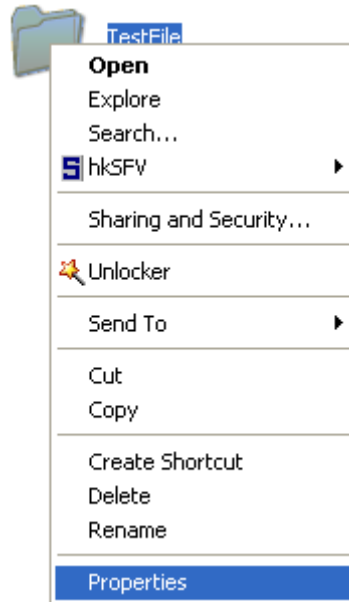 TestFile
Open
Explore
Search...
S hkSFV
Sharing and Security...
Unlocker
Send To
Cut
Copy
Create Shortcut
Delete
Rename
Properties